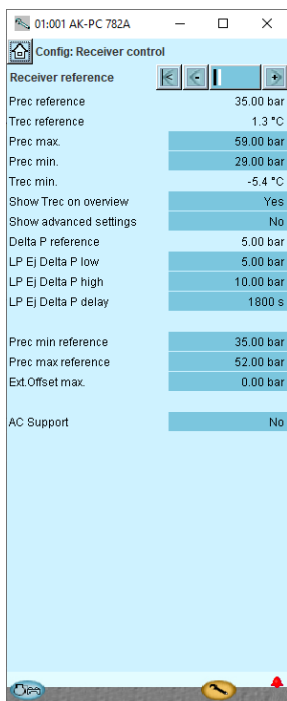 01:001 AK-PC 782A
Config: Receiver control
Receiver reference
Prec reference 35.00 bar
Trec reference 1.3 °C
Prec max. 59.00 bar
Prec min. 29.00 bar
Trec min. -5.4 °C
Show Trec on overview Yes
Show advanced settings No
Delta P reference 5.00 bar
LP Ej Delta P low 5.00 bar
LP Ej Delta P high 10.00 bar
LP Ej Delta P delay 1800 s
Prec min reference 35.00 bar
Prec max reference 52.00 bar
Ext.Offset max. 0.00 bar
AC Support No